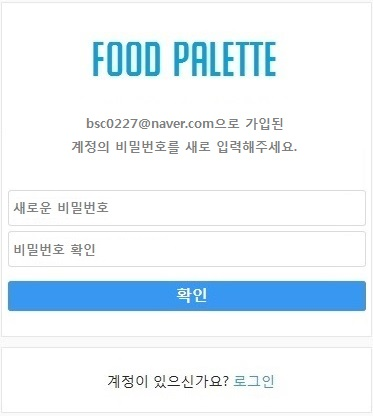 FOOD PALETTE
bsc0227@naver.com으로 가입된
계정의 비밀번호를 새로 입력해주세요.
새로운 비밀번호
비밀번호 확인
확인
계정이 있으신가요? 로그인